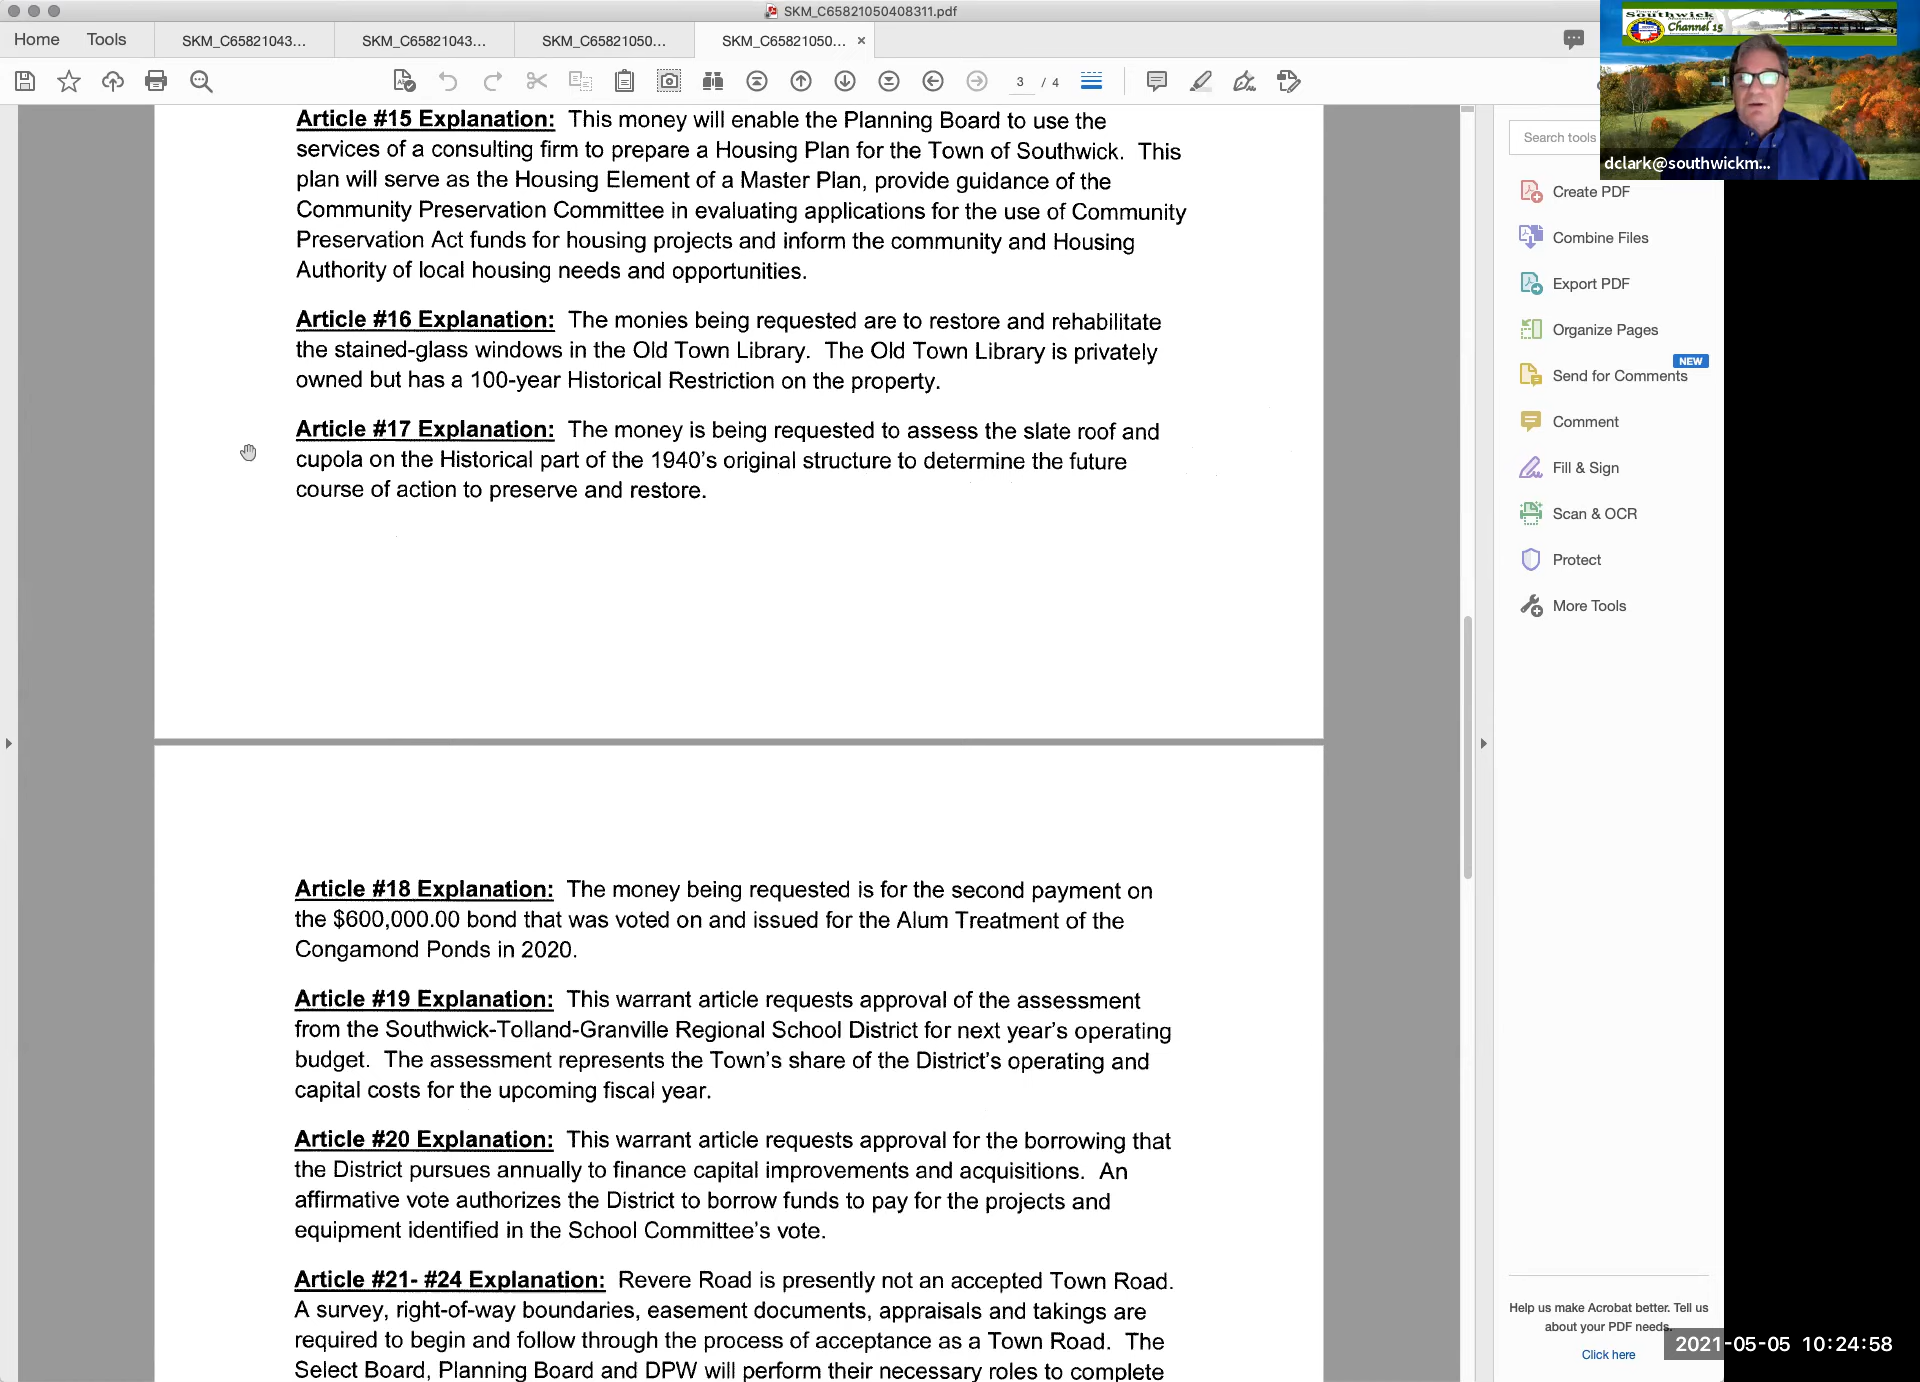 SKM_C65821050408311.pdf
Home
Tools
SKM_C65821043...
SKM_C65821043...
SKM_C65821050...
SKM_C65821050... ×
3 / 4
Southwick
Channel 15
dclark@southwickm...
Article #15 Explanation: This money will enable the Planning Board to use the
services of a consulting firm to prepare a Housing Plan for the Town of Southwick. This
plan will serve as the Housing Element of a Master Plan, provide guidance of the
Community Preservation Committee in evaluating applications for the use of Community
Preservation Act funds for housing projects and inform the community and Housing
Authority of local housing needs and opportunities.
Article #16 Explanation: The monies being requested are to restore and rehabilitate
the stained-glass windows in the Old Town Library. The Old Town Library is privately
owned but has a 100-year Historical Restriction on the property.
Article #17 Explanation: The money is being requested to assess the slate roof and
cupola on the Historical part of the 1940's original structure to determine the future
course of action to preserve and restore.
Article #18 Explanation: The money being requested is for the second payment on
the $600,000.00 bond that was voted on and issued for the Alum Treatment of the
Congamond Ponds in 2020.
Article #19 Explanation: This warrant article requests approval of the assessment
from the Southwick-Tolland-Granville Regional School District for next year's operating
budget. The assessment represents the Town's share of the District's operating and
capital costs for the upcoming fiscal year.
Article #20 Explanation: This warrant article requests approval for the borrowing that
the District pursues annually to finance capital improvements and acquisitions. An
affirmative vote authorizes the District to borrow funds to pay for the projects and
equipment identified in the School Committee's vote.
Article #21- #24 Explanation: Revere Road is presently not an accepted Town Road.
A survey, right-of-way boundaries, easement documents, appraisals and takings are
required to begin and follow through the process of acceptance as a Town Road. The
Select Board, Planning Board and DPW will perform their necessary roles to complete
Search tools
Create PDF
Combine Files
Export PDF
Organize Pages
NEW
Send for Comments
Comment
Fill & Sign
Scan & OCR
Protect
More Tools
Help us make Acrobat better. Tell us
about your PDF needs.
Click here
2021-05-05 10:24:58